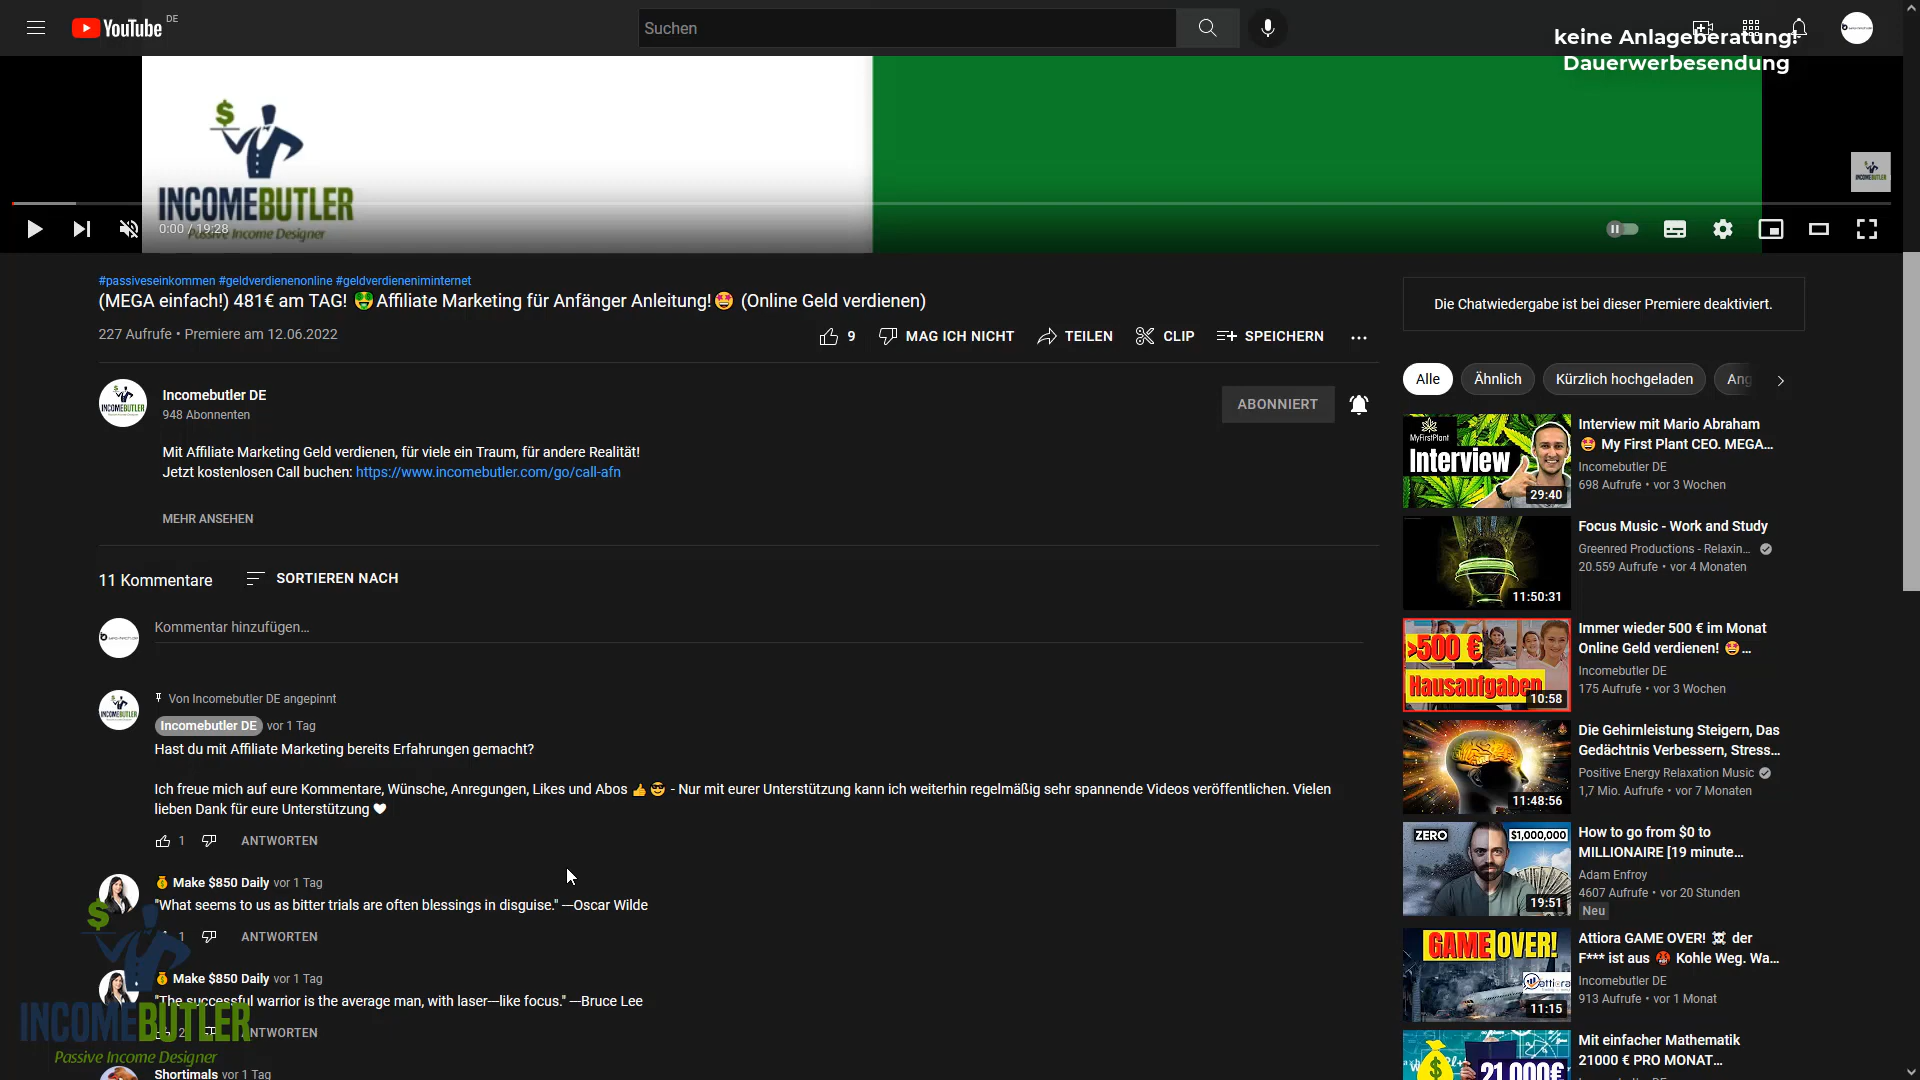 YouTube DE
Suchen
keine Anlageberatung!
Dauerwerbesendung
$
INCOMEBUTLER
Passive Income Designer
0:00 / 19:28
#passiveseinkommen #geldverdienenonline #geldverdieneniminternet
(MEGA einfach!) 481€ am TAG! 🤑Affiliate Marketing für Anfänger Anleitung!🤩 (Online Geld verdienen)
227 Aufrufe • Premiere am 12.06.2022
9 MAG ICH NICHT TEILEN CLIP SPEICHERN ...
Incomebutler DE
948 Abonnenten
ABONNIERT
Mit Affiliate Marketing Geld verdienen, für viele ein Traum, für andere Realität!
Jetzt kostenlosen Call buchen: https://www.incomebutler.com/go/call-afn
MEHR ANSEHEN
11 Kommentare SORTIEREN NACH
Kommentar hinzufügen...
Von Incomebutler DE angepinnt
Incomebutler DE vor 1 Tag
Hast du mit Affiliate Marketing bereits Erfahrungen gemacht?
Ich freue mich auf eure Kommentare, Wünsche, Anregungen, Likes und Abos 👍 😎 - Nur mit eurer Unterstützung kann ich weiterhin regelmäßig sehr spannende Videos veröffentlichen. Vielen
lieben Dank für eure Unterstützung 🤍
1 ANTWORTEN
💰 Make $850 Daily vor 1 Tag
"What seems to us as bitter trials are often blessings in disguise." —Oscar Wilde
1 ANTWORTEN
💰 Make $850 Daily vor 1 Tag
"The successful warrior is the average man, with laser—like focus." —Bruce Lee
2 ANTWORTEN
Shortimals vor 1 Tag
$
INCOMEBUTLER
Passive Income Designer
Die Chatwiedergabe ist bei dieser Premiere deaktiviert.
Alle Ähnlich Kürzlich hochgeladen Ang
MyFirstPlant
Interview
29:40
Interview mit Mario Abraham
🤩 My First Plant CEO. MEGA...
Incomebutler DE
698 Aufrufe • vor 3 Wochen
11:50:31
Focus Music - Work and Study
Greenred Productions - Relaxin...
20.559 Aufrufe • vor 4 Monaten
>500 €
Hausaufgaben
10:58
Immer wieder 500 € im Monat
Online Geld verdienen! 🤩...
Incomebutler DE
175 Aufrufe • vor 3 Wochen
11:48:56
Die Gehirnleistung Steigern, Das
Gedächtnis Verbessern, Stress...
Positive Energy Relaxation Music
1,7 Mio. Aufrufe • vor 7 Monaten
ZERO $1,000,000
19:51
How to go from $0 to
MILLIONAIRE [19 minute...
Adam Enfroy
4607 Aufrufe • vor 20 Stunden
Neu
GAME OVER!
attiora
11:15
Attiora GAME OVER! ☠️ der
F*** ist aus 🤬 Kohle Weg. Wa...
Incomebutler DE
913 Aufrufe • vor 1 Monat
$
21.000€
Mit einfacher Mathematik
21000 € PRO MONAT...